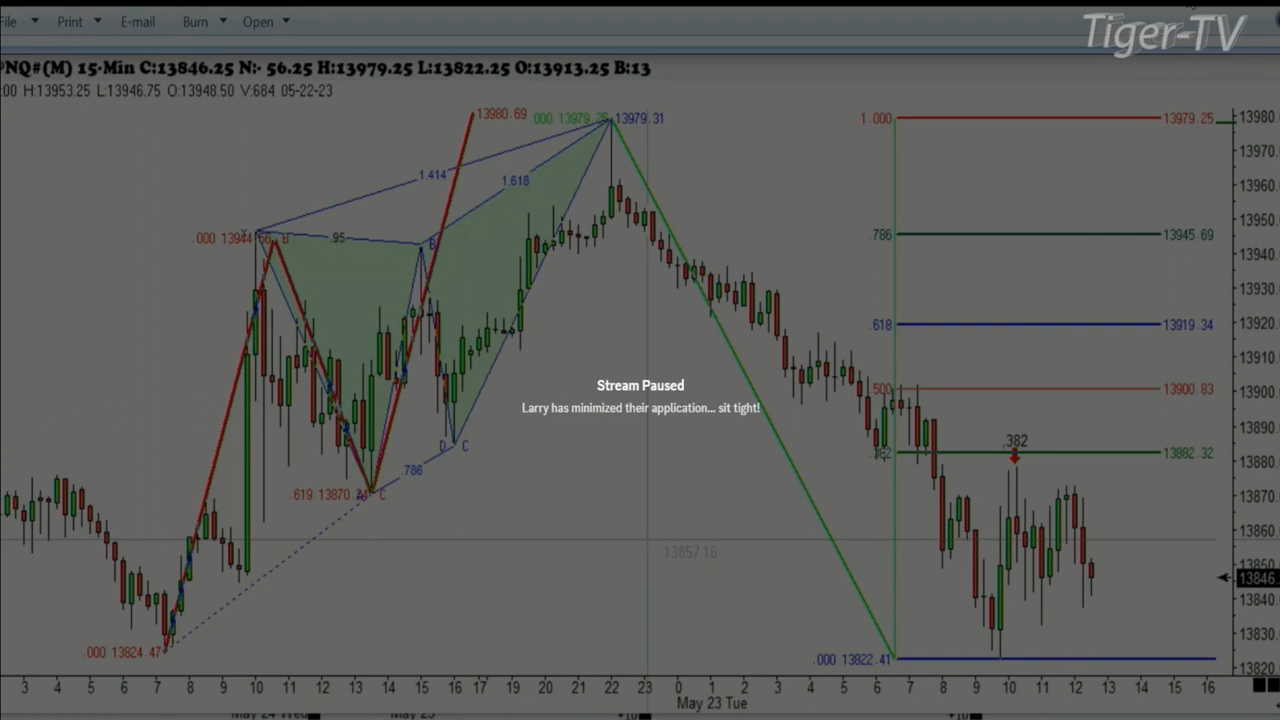 File Print E-mail Burn Open
Tiger-TV
NQ#(M) 15-Min C:13846.25 N:- 56.25 H:13979.25 L:13822.25 O:13913.25 B:13
:00 H:13953.25 L:13946.75 O:13948.50 V:684 05-22-23
13980.69
.000 13979.25
13979.31
1.000
13979.25
13980
13970
13960
1.414
1.618
13950
.000 13944
B
.95
B
.786
13945.69
13940
13930
.618
13919.34
13920
13910
Stream Paused
.500
13900.83
13900
Larry has minimized their application... sit tight!
13890
D C
.382
.382
13882.32
13880
.786
.619 13870
C
13870
13860
13857.16
13850
13846.
13840
13830
.000 13824.47
.000 13822.41
13820
3 4 5 6 7 8 9 10 11 12 13 14 15 16 17 19 20 21 22 23 0 1 2 3 4 5 6 7 8 9 10 11 12 13 14 15 16
May 23 Tue
May 24 Wed
May 25